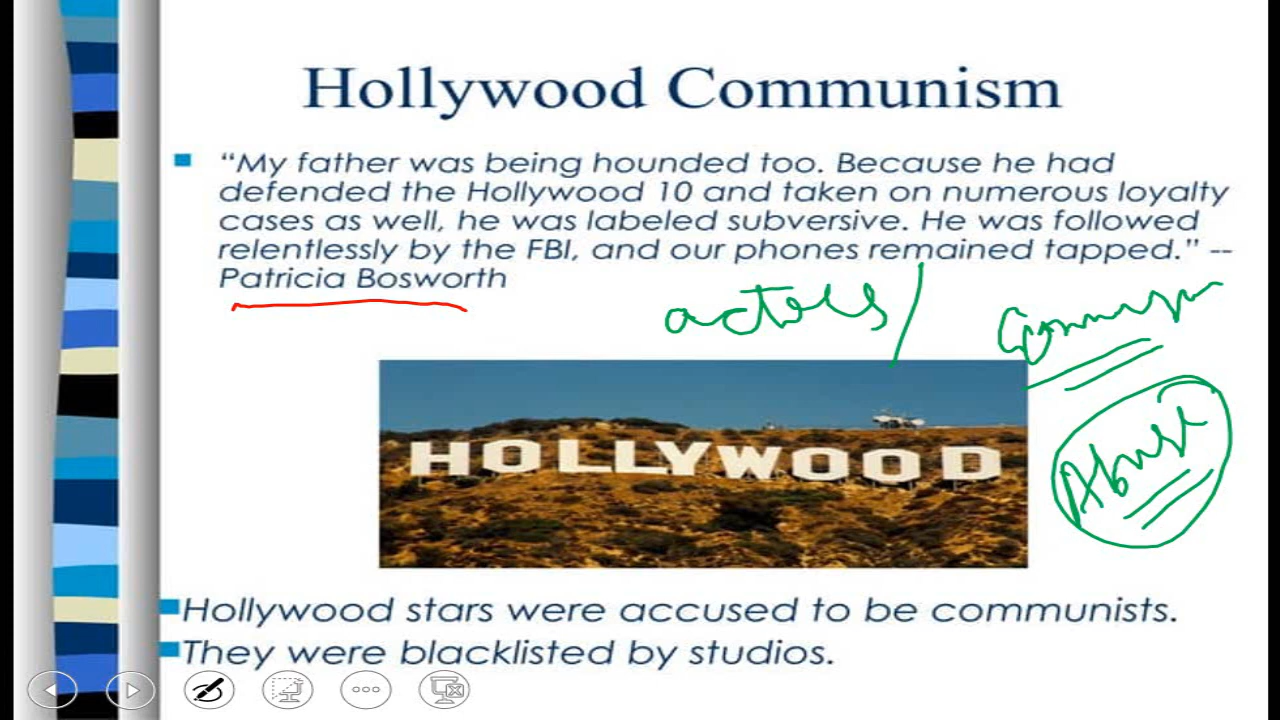 Hollywood Communism
“My father was being hounded too. Because he had
defended the Hollywood 10 and taken on numerous loyalty
cases as well, he was labeled subversive. He was followed
relentlessly by the FBI, and our phones remained tapped.” --
Patricia Bosworth
actors/
Abuse
HOLLYWOOD
Hollywood stars were accused to be communists.
They were blacklisted by studios.